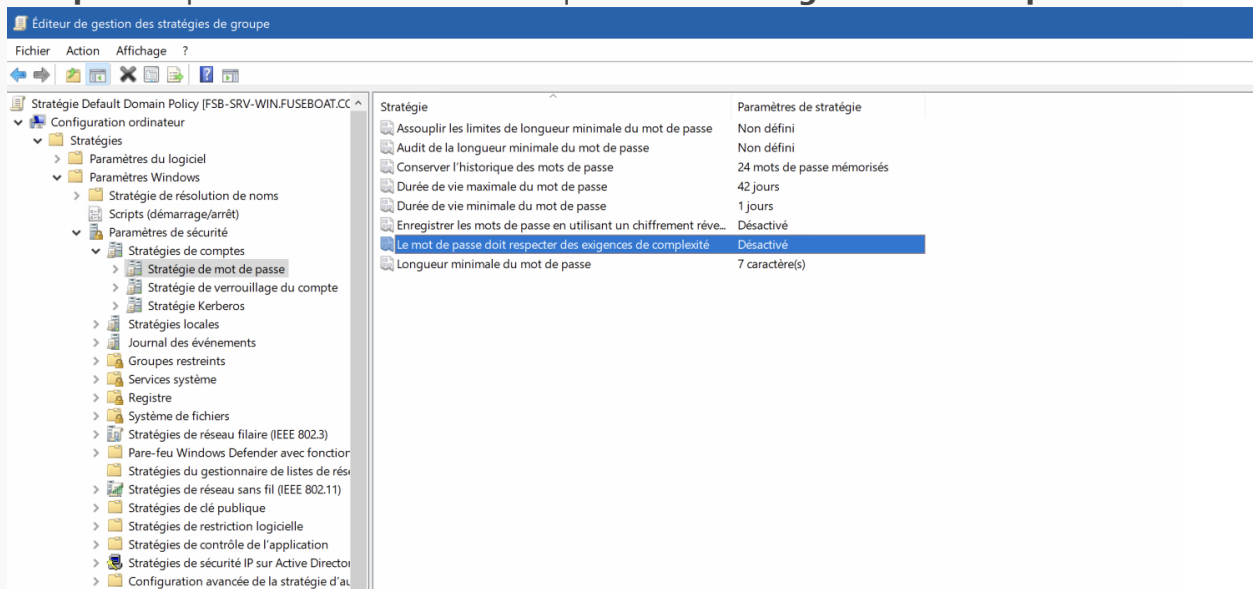 Éditeur de gestion des stratégies de groupe
Fichier Action Affichage ?
Stratégie Default Domain Policy [FSB-SRV-WIN.FUSEBOAT.CC
Configuration ordinateur
Stratégies
Paramètres du logiciel
Paramètres Windows
Stratégie de résolution de noms
Scripts (démarrage/arrêt)
Paramètres de sécurité
Stratégies de comptes
Stratégie de mot de passe
Stratégie de verrouillage du compte
Stratégie Kerberos
Stratégies locales
Journal des événements
Groupes restreints
Services système
Registre
Système de fichiers
Stratégies de réseau filaire (IEEE 802.3)
Pare-feu Windows Defender avec fonction
Stratégies du gestionnaire de listes de rése
Stratégies de réseau sans fil (IEEE 802.11)
Stratégies de clé publique
Stratégies de restriction logicielle
Stratégies de contrôle de l'application
Stratégies de sécurité IP sur Active Director
Configuration avancée de la stratégie d'au
Stratégie Paramètres de stratégie
Assouplir les limites de longueur minimale du mot de passe Non défini
Audit de la longueur minimale du mot de passe Non défini
Conserver l'historique des mots de passe 24 mots de passe mémorisés
Durée de vie maximale du mot de passe 42 jours
Durée de vie minimale du mot de passe 1 jours
Enregistrer les mots de passe en utilisant un chiffrement réve... Désactivé
Le mot de passe doit respecter des exigences de complexité Désactivé
Longueur minimale du mot de passe 7 caractère(s)